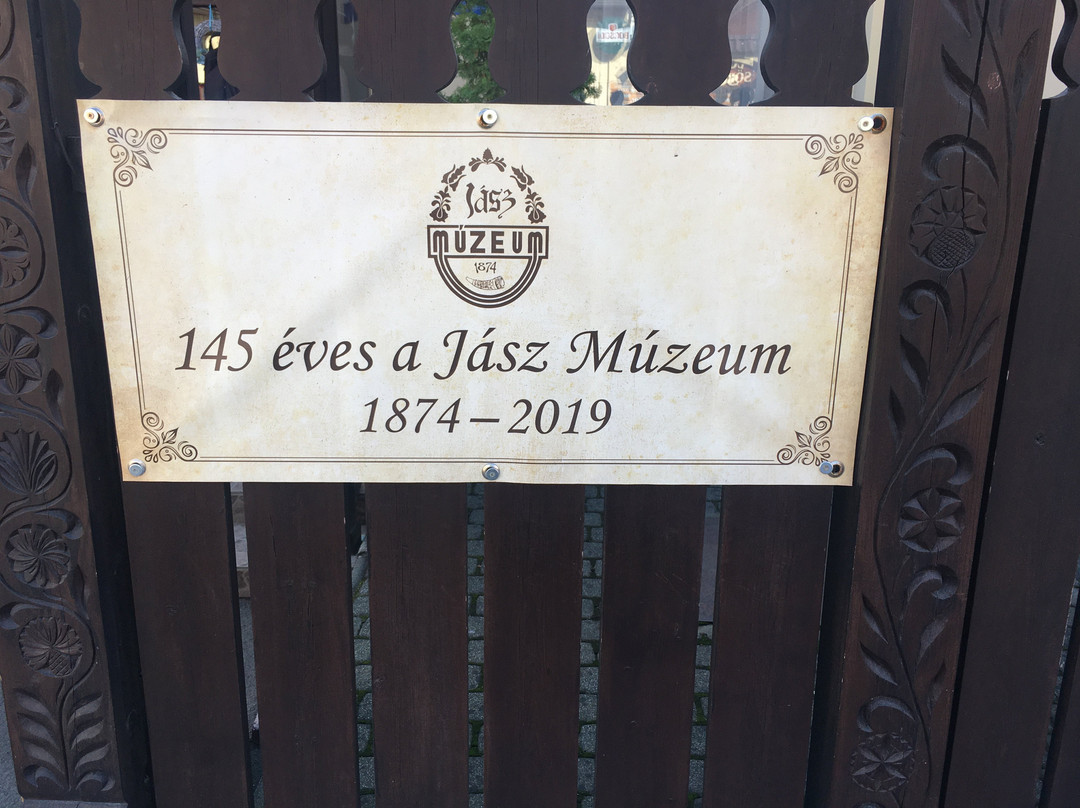 Jász
MÚZEUM
1874
145 éves a Jász Múzeum
1874 – 2019